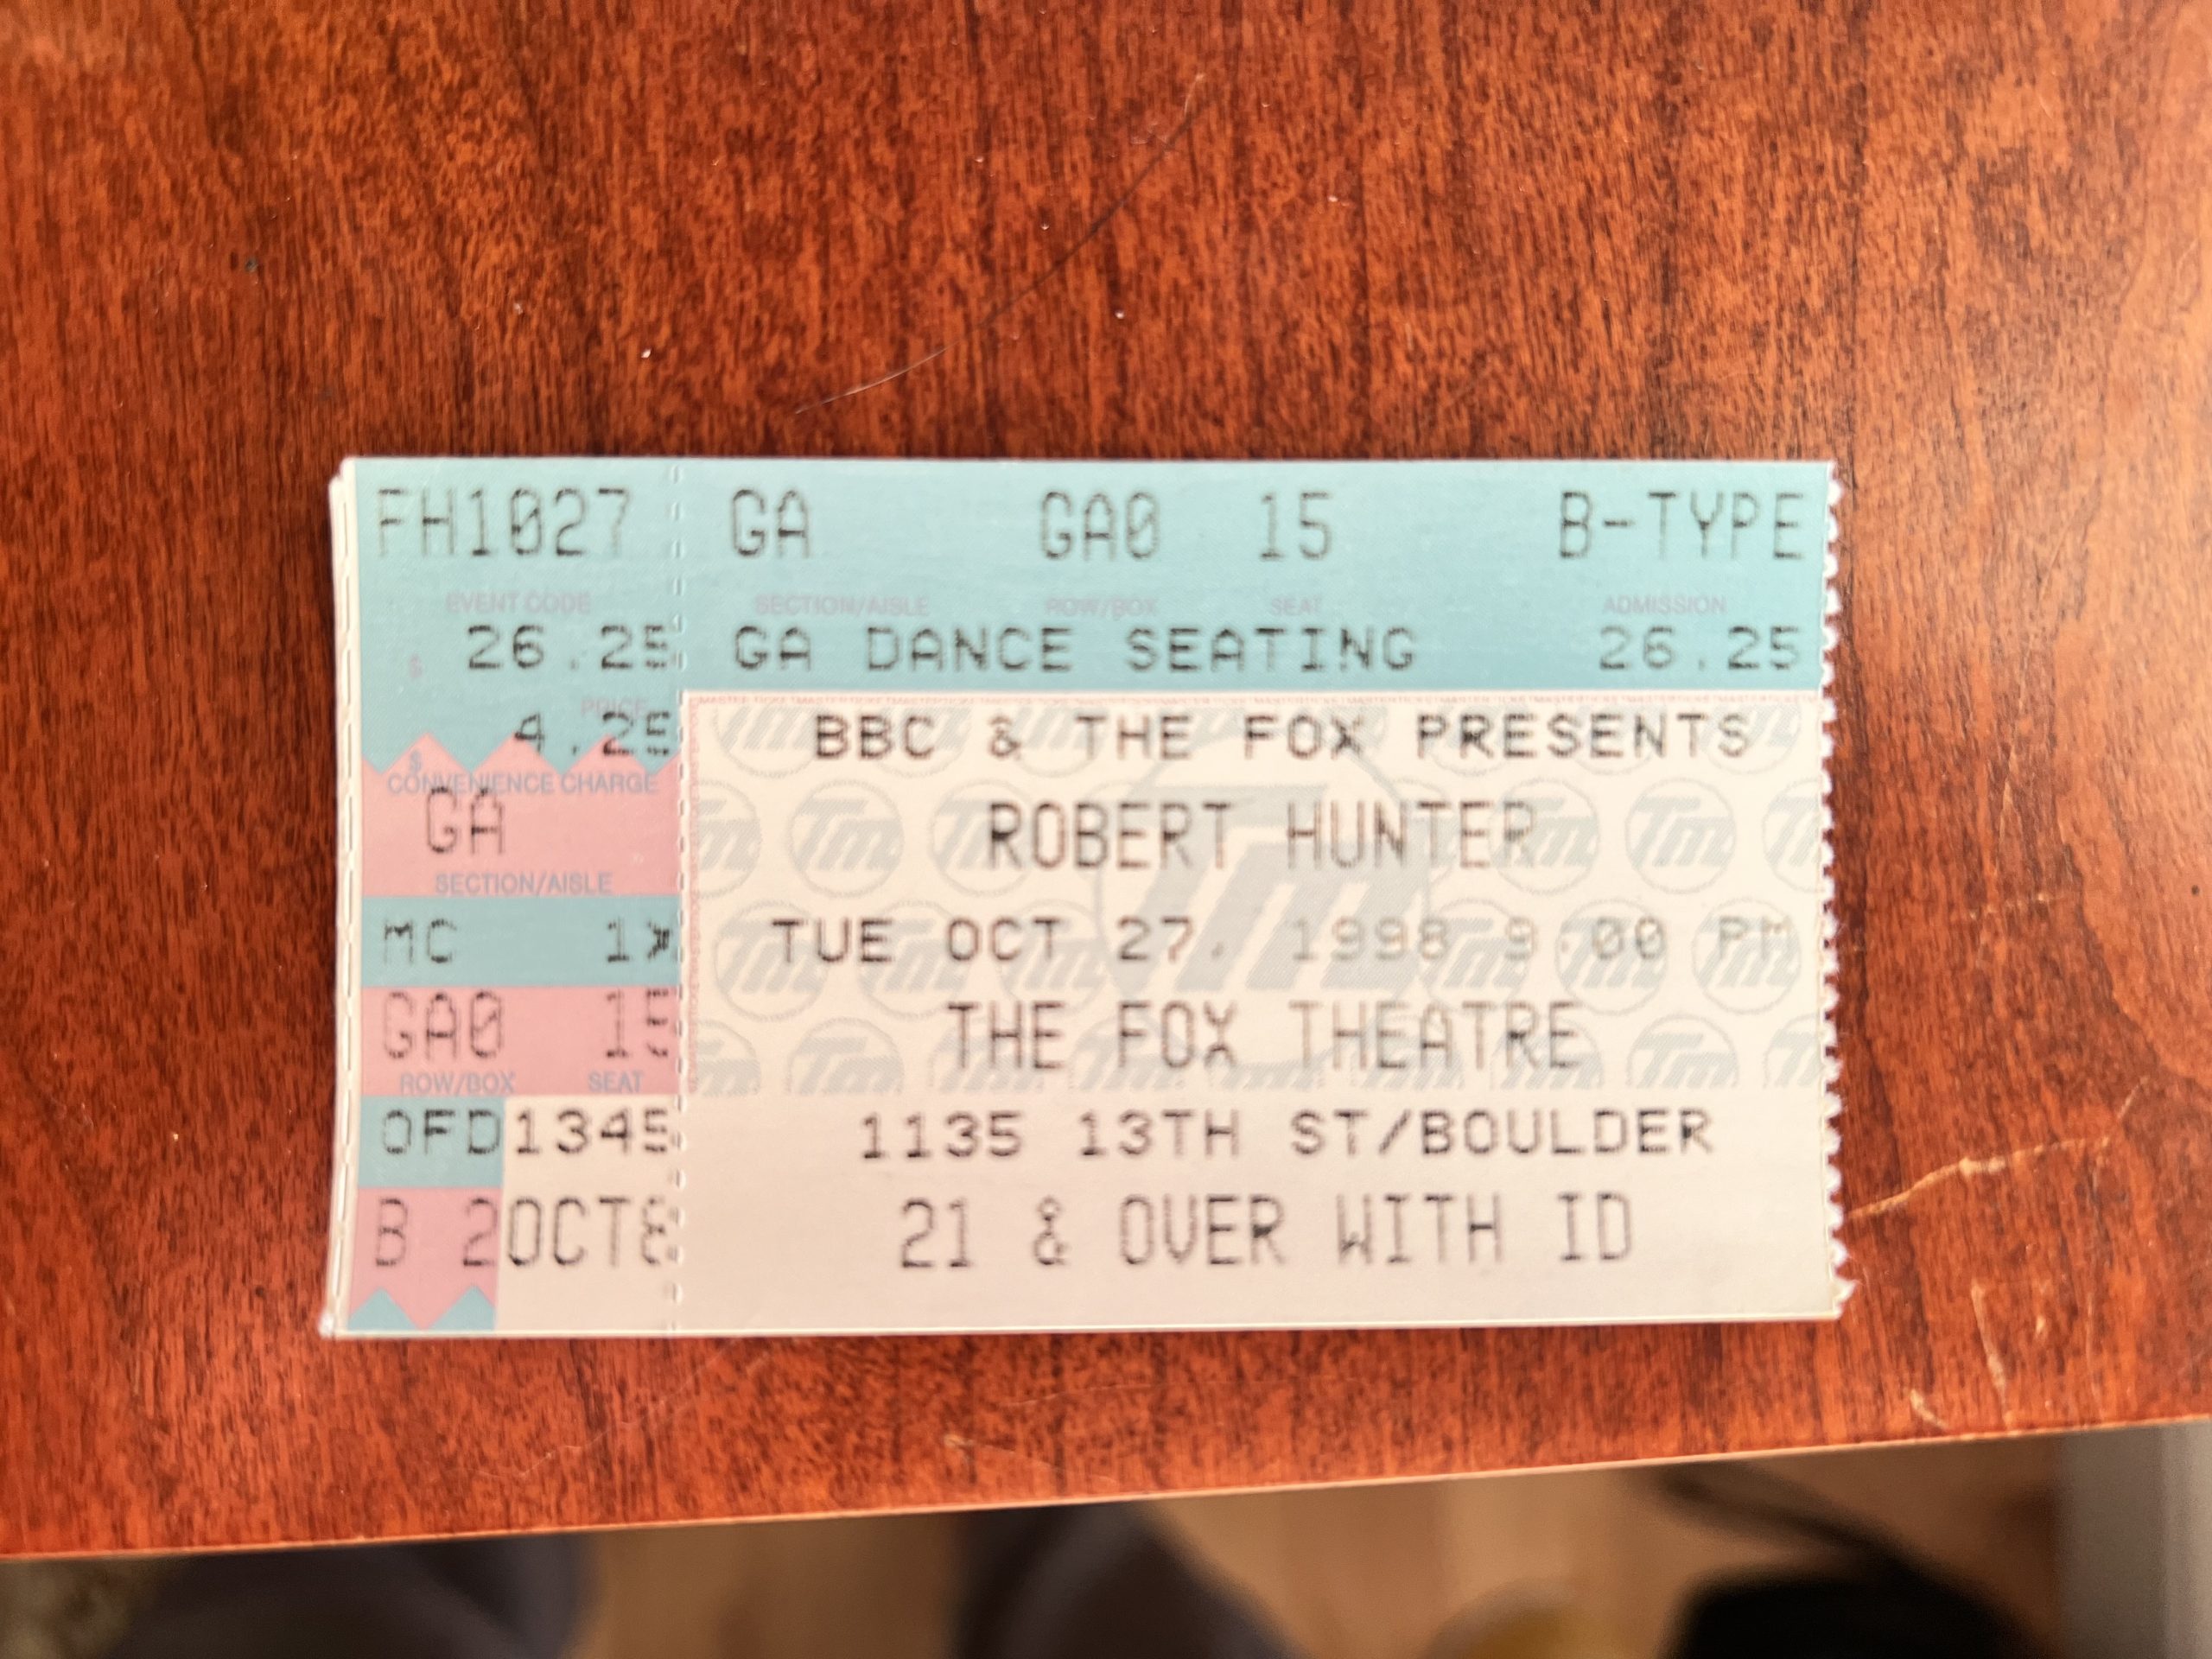 FH1027 GA GA0 15 B-TYPE
EVENT CODE SECTION/AISLE ROW/BOX SEAT ADMISSION
$ 26.25 GA DANCE SEATING 26.25
PRICE
BBC & THE FOX PRESENTS
$ 4.25
CONVENIENCE CHARGE
GA ROBERT HUNTER
SECTION/AISLE
MC 1X TUE OCT 27, 1998 9:00 PM
GA0 15 THE FOX THEATRE
ROW/BOX SEAT
OFD1345 1135 13TH ST/BOULDER
B 2OCT8 21 & OVER WITH ID